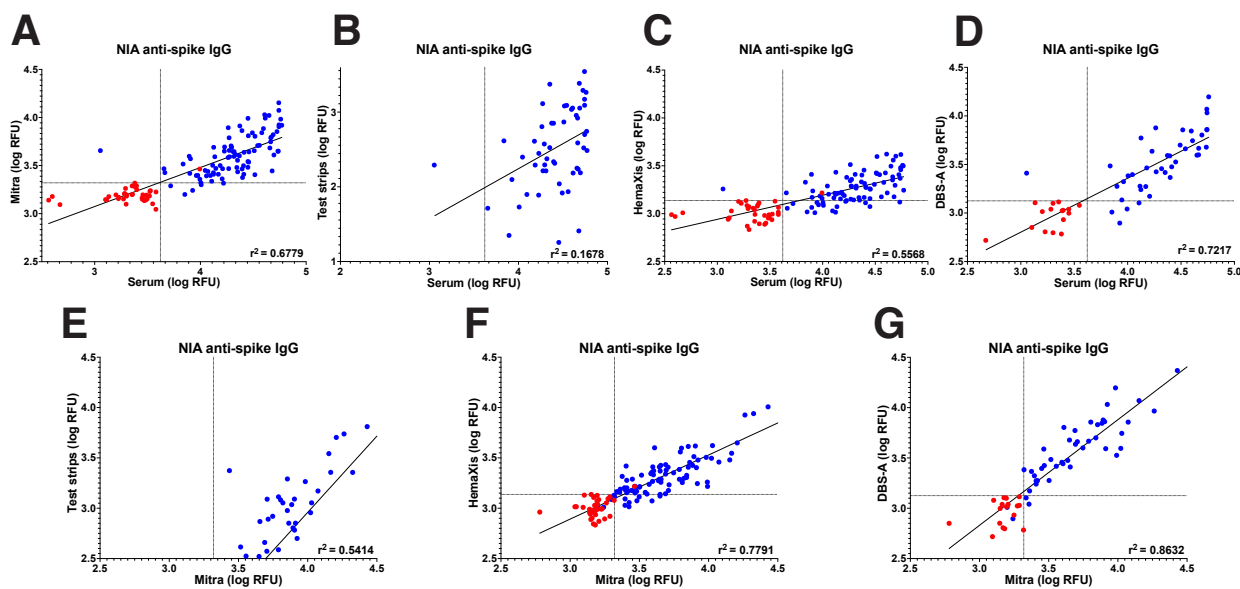 A
NIA anti-spike IgG
Mitra (log RFU)
4.5
4.0
3.5
3.0
2.5
3
4
5
Serum (log RFU)
r² = 0.6779
B
NIA anti-spike IgG
Test strips (log RFU)
3
2
1
2
3
4
5
Serum (log RFU)
r² = 0.1678
C
NIA anti-spike IgG
HemaXis (log RFU)
4.5
4.0
3.5
3.0
2.5
2.5
3.0
3.5
4.0
4.5
5.0
Serum (log RFU)
r² = 0.5568
D
NIA anti-spike IgG
DBS-A (log RFU)
4.5
4.0
3.5
3.0
2.5
2.5
3.0
3.5
4.0
4.5
5.0
Serum (log RFU)
r² = 0.7217
E
NIA anti-spike IgG
Test strips (log RFU)
4.5
4.0
3.5
3.0
2.5
2.5
3.0
3.5
4.0
4.5
Mitra (log RFU)
r² = 0.5414
F
NIA anti-spike IgG
HemaXis (log RFU)
4.5
4.0
3.5
3.0
2.5
2.5
3.0
3.5
4.0
4.5
Mitra (log RFU)
r² = 0.7791
G
NIA anti-spike IgG
DBS-A (log RFU)
4.5
4.0
3.5
3.0
2.5
2.5
3.0
3.5
4.0
4.5
Mitra (log RFU)
r² = 0.8632